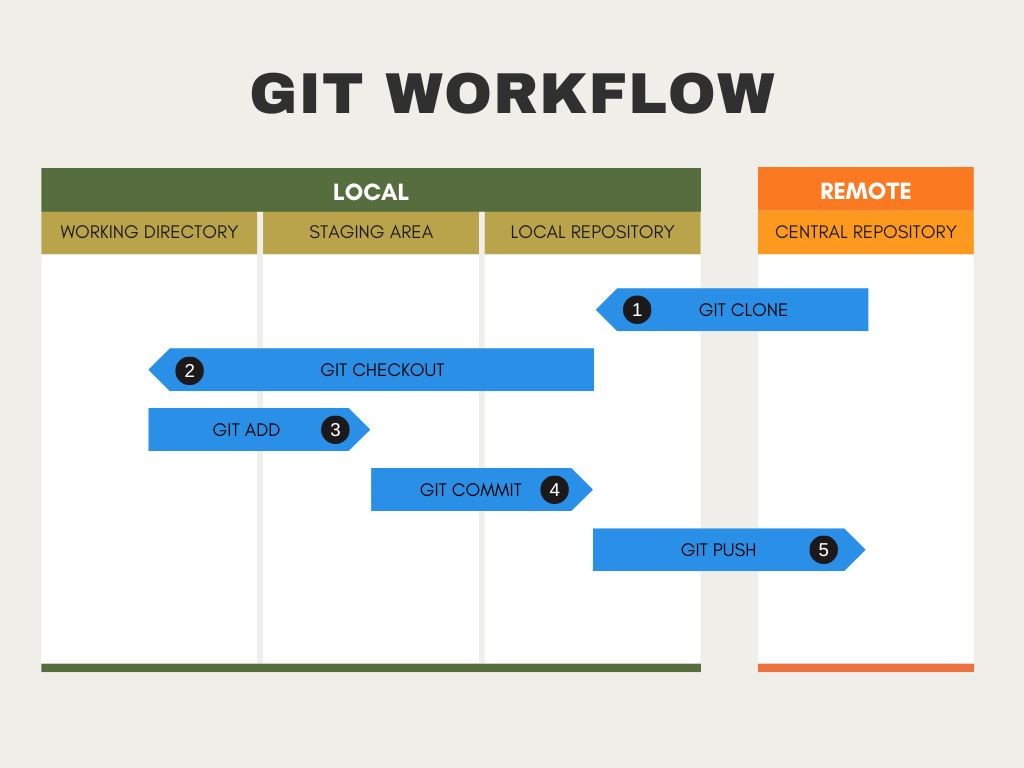 GIT WORKFLOW
LOCAL
REMOTE
WORKING DIRECTORY
STAGING AREA
LOCAL REPOSITORY
CENTRAL REPOSITORY
1 GIT CLONE
2 GIT CHECKOUT
GIT ADD 3
GIT COMMIT 4
GIT PUSH 5